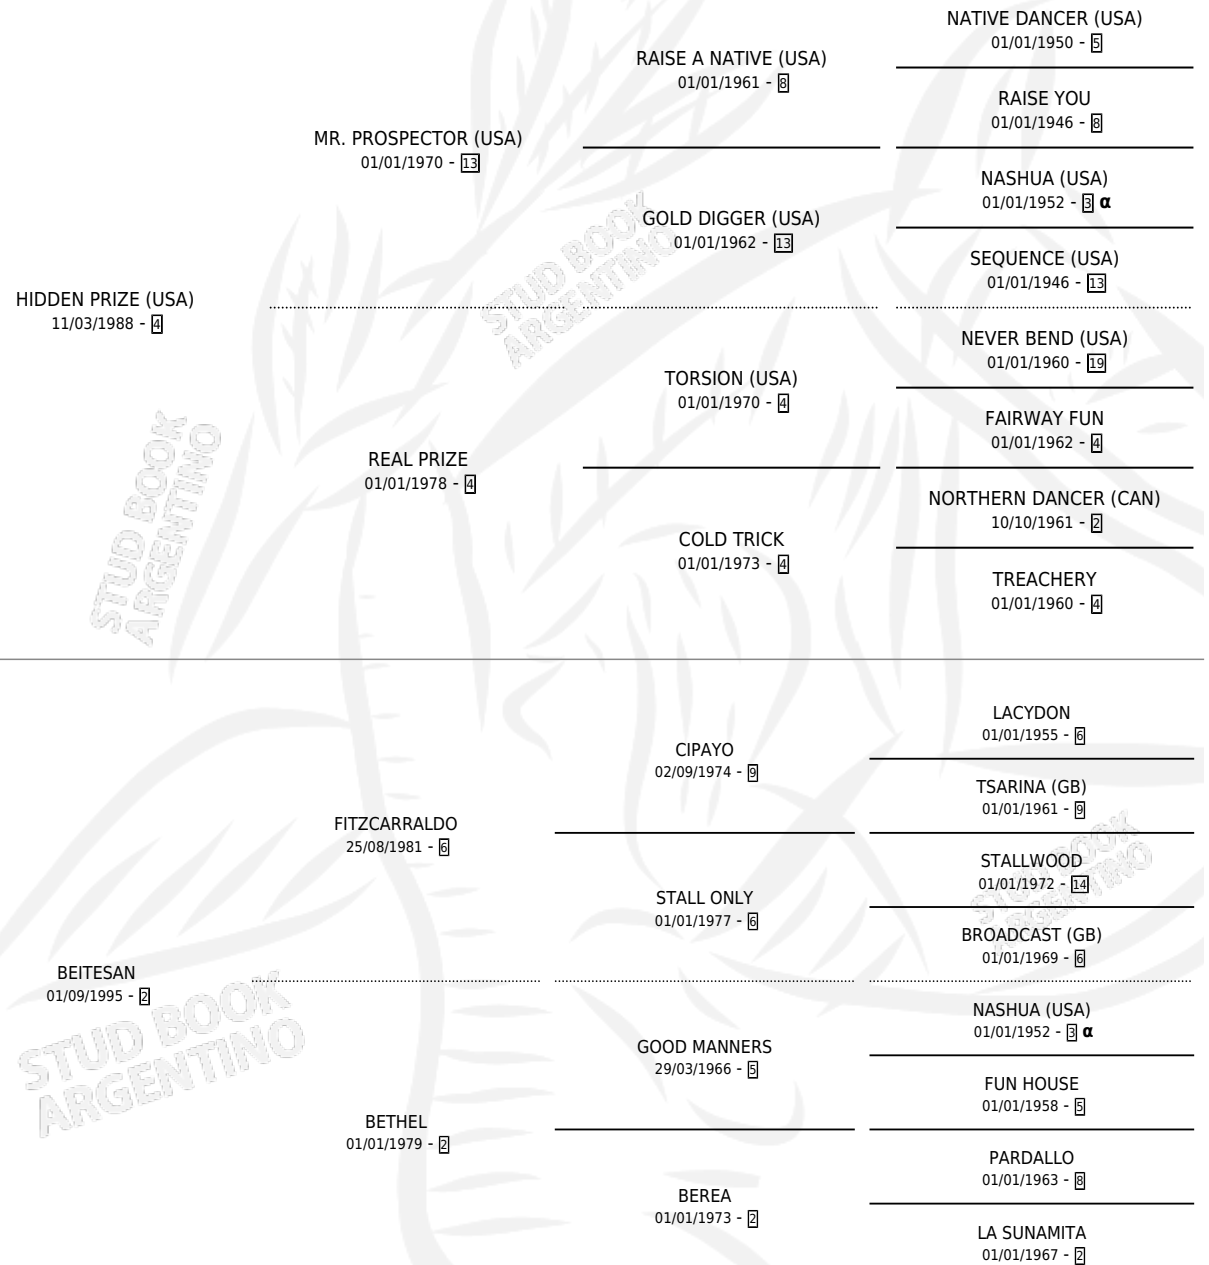 NATIVE DANCER (USA)
01/01/1950 - 5
RAISE A NATIVE (USA)
01/01/1961 - 8
RAISE YOU
01/01/1946 - 8
MR. PROSPECTOR (USA)
01/01/1970 - 13
NASHUA (USA)
01/01/1952 - 3 α
GOLD DIGGER (USA)
01/01/1962 - 13
SEQUENCE (USA)
01/01/1946 - 13
HIDDEN PRIZE (USA)
11/03/1988 - 4
NEVER BEND (USA)
01/01/1960 - 19
TORSION (USA)
01/01/1970 - 4
FAIRWAY FUN
01/01/1962 - 4
REAL PRIZE
01/01/1978 - 4
NORTHERN DANCER (CAN)
10/10/1961 - 2
COLD TRICK
01/01/1973 - 4
TREACHERY
01/01/1960 - 4
LACYDON
01/01/1955 - 6
CIPAYO
02/09/1974 - 9
TSARINA (GB)
01/01/1961 - 9
FITZCARRALDO
25/08/1981 - 6
STALLWOOD
01/01/1972 - 14
STALL ONLY
01/01/1977 - 6
BROADCAST (GB)
01/01/1969 - 6
BEITESAN
01/09/1995 - 2
NASHUA (USA)
01/01/1952 - 3 α
GOOD MANNERS
29/03/1966 - 5
FUN HOUSE
01/01/1958 - 5
BETHEL
01/01/1979 - 2
PARDALLO
01/01/1963 - 8
BEREA
01/01/1973 - 2
LA SUNAMITA
01/01/1967 - 2
STUD BOOK
ARGENTINO
STUD BOOK
ARGENTINO
STUD BOOK
ARGENTINO
STUD BOOK
ARGENTINO